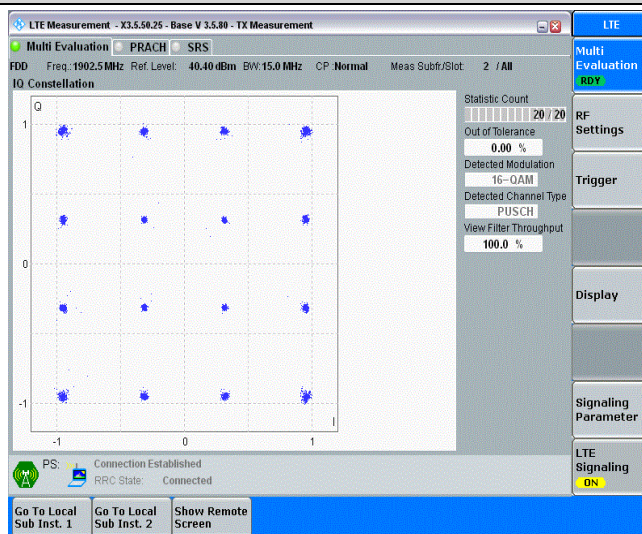 LTE Measurement - X3.5.50.25 - Base V 3.5.80 - TX Measurement
LTE
Multi Evaluation PRACH SRS
FDD Freq.:1902.5 MHz Ref. Level: 40.40 dBm BW:15.0 MHz CP :Normal Meas Subfr./Slot: 2 / All
IQ Constellation
Q
1
0
-1
-1 0 1
I
Statistic Count
20 / 20
Out of Tolerance
0.00 %
Detected Modulation
16-QAM
Detected Channel Type
PUSCH
View Filter Throughput
100.0 %
PS: Connection Established
RRC State: Connected
Multi
Evaluation
RDY
RF
Settings
Trigger
Display
Signaling
Parameter
LTE
Signaling
ON
Go To Local
Sub Inst. 1
Go To Local
Sub Inst. 2
Show Remote
Screen